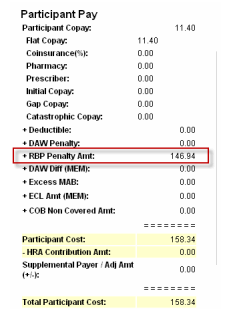 Participant Pay
Participant Copay: 11.40
Flat Copay: 11.40
Coinsurance(%): 0.00
Pharmacy: 0.00
Prescriber: 0.00
Initial Copay: 0.00
Gap Copay: 0.00
Catastrophic Copay: 0.00
+ Deductible: 0.00
+ DAW Penalty: 0.00
+ RBP Penalty Amt: 146.94
+ DAW Diff (MEM): 0.00
+ Excess MAB: 0.00
+ ECL Amt (MEM): 0.00
+ COB Non Covered Amt: 0.00
========
Participant Cost: 158.34
- HRA Contribution Amt: 0.00
Supplemental Payer / Adj Amt
(+/-): 0.00
========
Total Participant Cost: 158.34